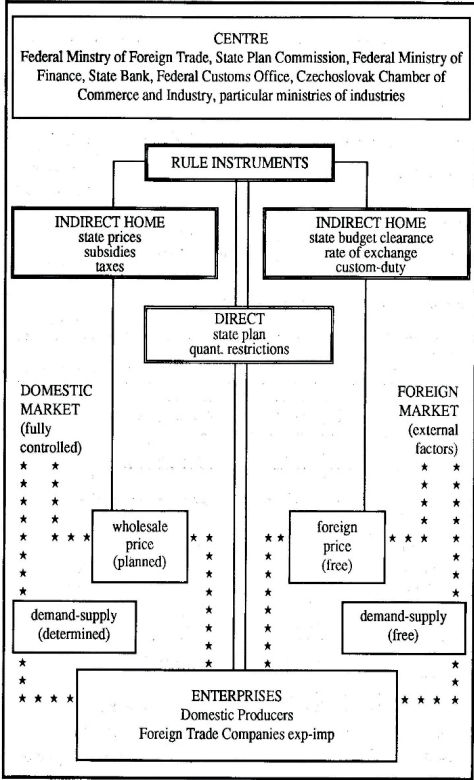 CENTRE
Federal Minstry of Foreign Trade, State Plan Commission, Federal Ministry of
Finance, State Bank, Federal Customs Office, Czechoslovak Chamber of
Commerce and Industry, particular ministries of industries
RULE INSTRUMENTS
INDIRECT HOME
state prices
subsidies
taxes
INDIRECT HOME
state budget clearance
rate of exchange
custom-duty
DIRECT
state plan
quant. restrictions
DOMESTIC
MARKET
(fully
controlled)
FOREIGN
MARKET
(external
factors)
wholesale
price
(planned)
foreign
price
(free)
demand-supply
(determined)
demand-supply
(free)
ENTERPRISES
Domestic Producers
Foreign Trade Companies exp-imp